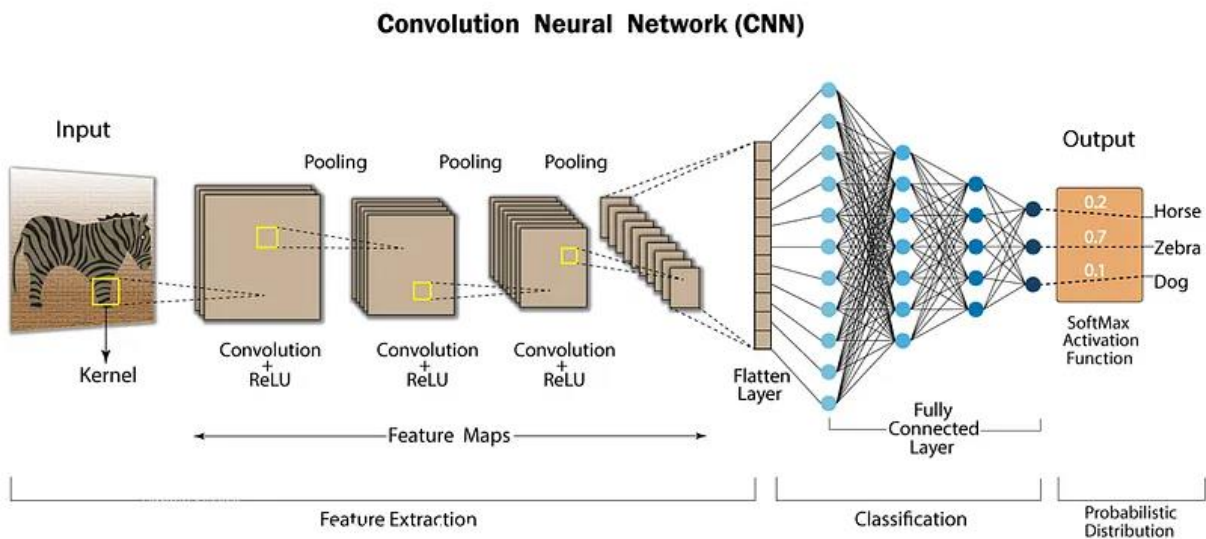 Convolution Neural Network (CNN)
Input
Pooling
Pooling
Pooling
Output
0.2
Horse
0.7
Zebra
0.1
Dog
SoftMax
Activation
Function
Kernel
Convolution
+
ReLU
Convolution
+
ReLU
Convolution
+
ReLU
Flatten
Layer
Fully
Connected
Layer
Feature Maps
Feature Extraction
Classification
Probabilistic
Distribution